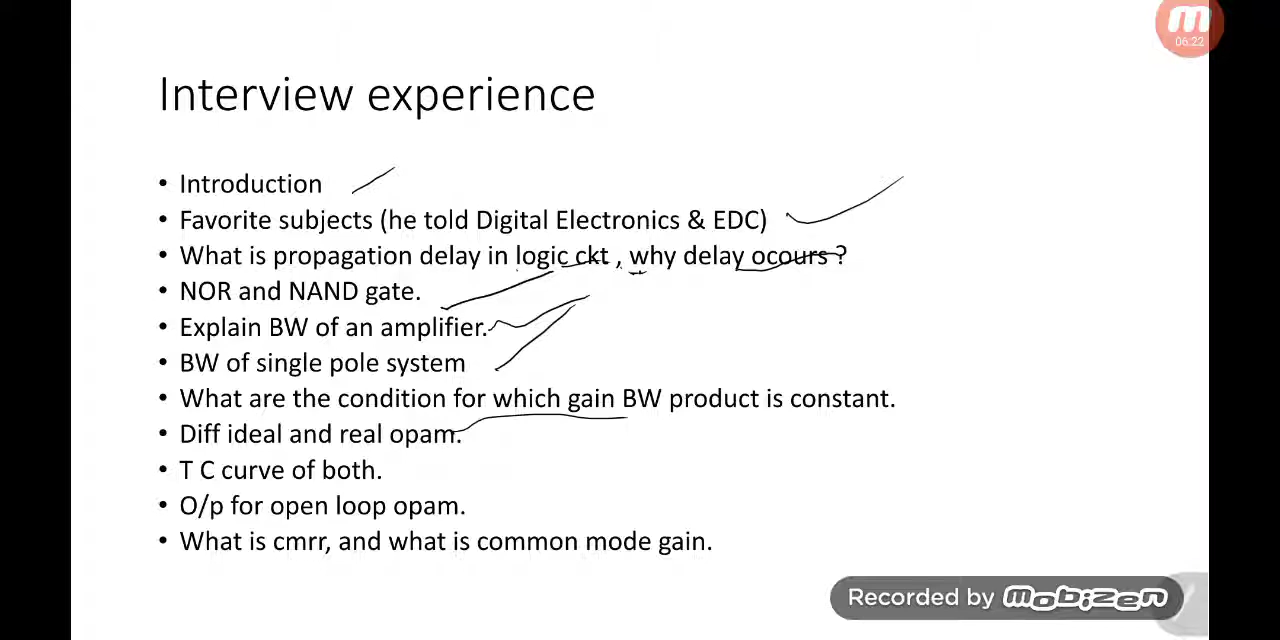 M
06:22
Interview experience
• Introduction
• Favorite subjects (he told Digital Electronics & EDC)
• What is propagation delay in logic ckt , why delay ocours ?
• NOR and NAND gate.
• Explain BW of an amplifier.
• BW of single pole system
• What are the condition for which gain BW product is constant.
• Diff ideal and real opam.
• T C curve of both.
• O/p for open loop opam.
• What is cmrr, and what is common mode gain.
Recorded by mobizen